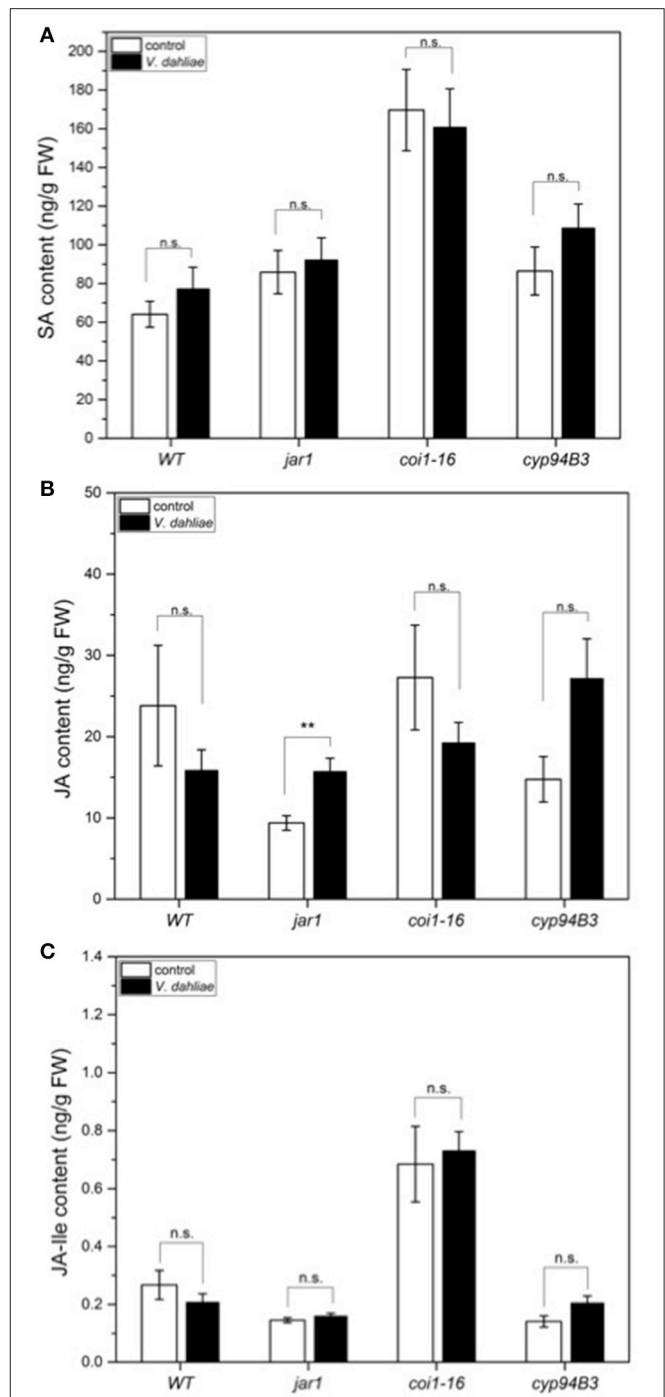 A
control
V. dahliae
SA content (ng/g FW)
200
180
160
140
120
100
80
60
40
20
0
n.s.
n.s.
n.s.
n.s.
WT jar1 coi1-16 cyp94B3
B
control
V. dahliae
JA content (ng/g FW)
50
40
30
20
10
0
n.s.
**
n.s.
n.s.
WT jar1 coi1-16 cyp94B3
C
control
V. dahliae
JA-Ile content (ng/g FW)
1.4
1.2
1.0
0.8
0.6
0.4
0.2
0.0
n.s.
n.s.
n.s.
n.s.
WT jar1 coi1-16 cyp94B3